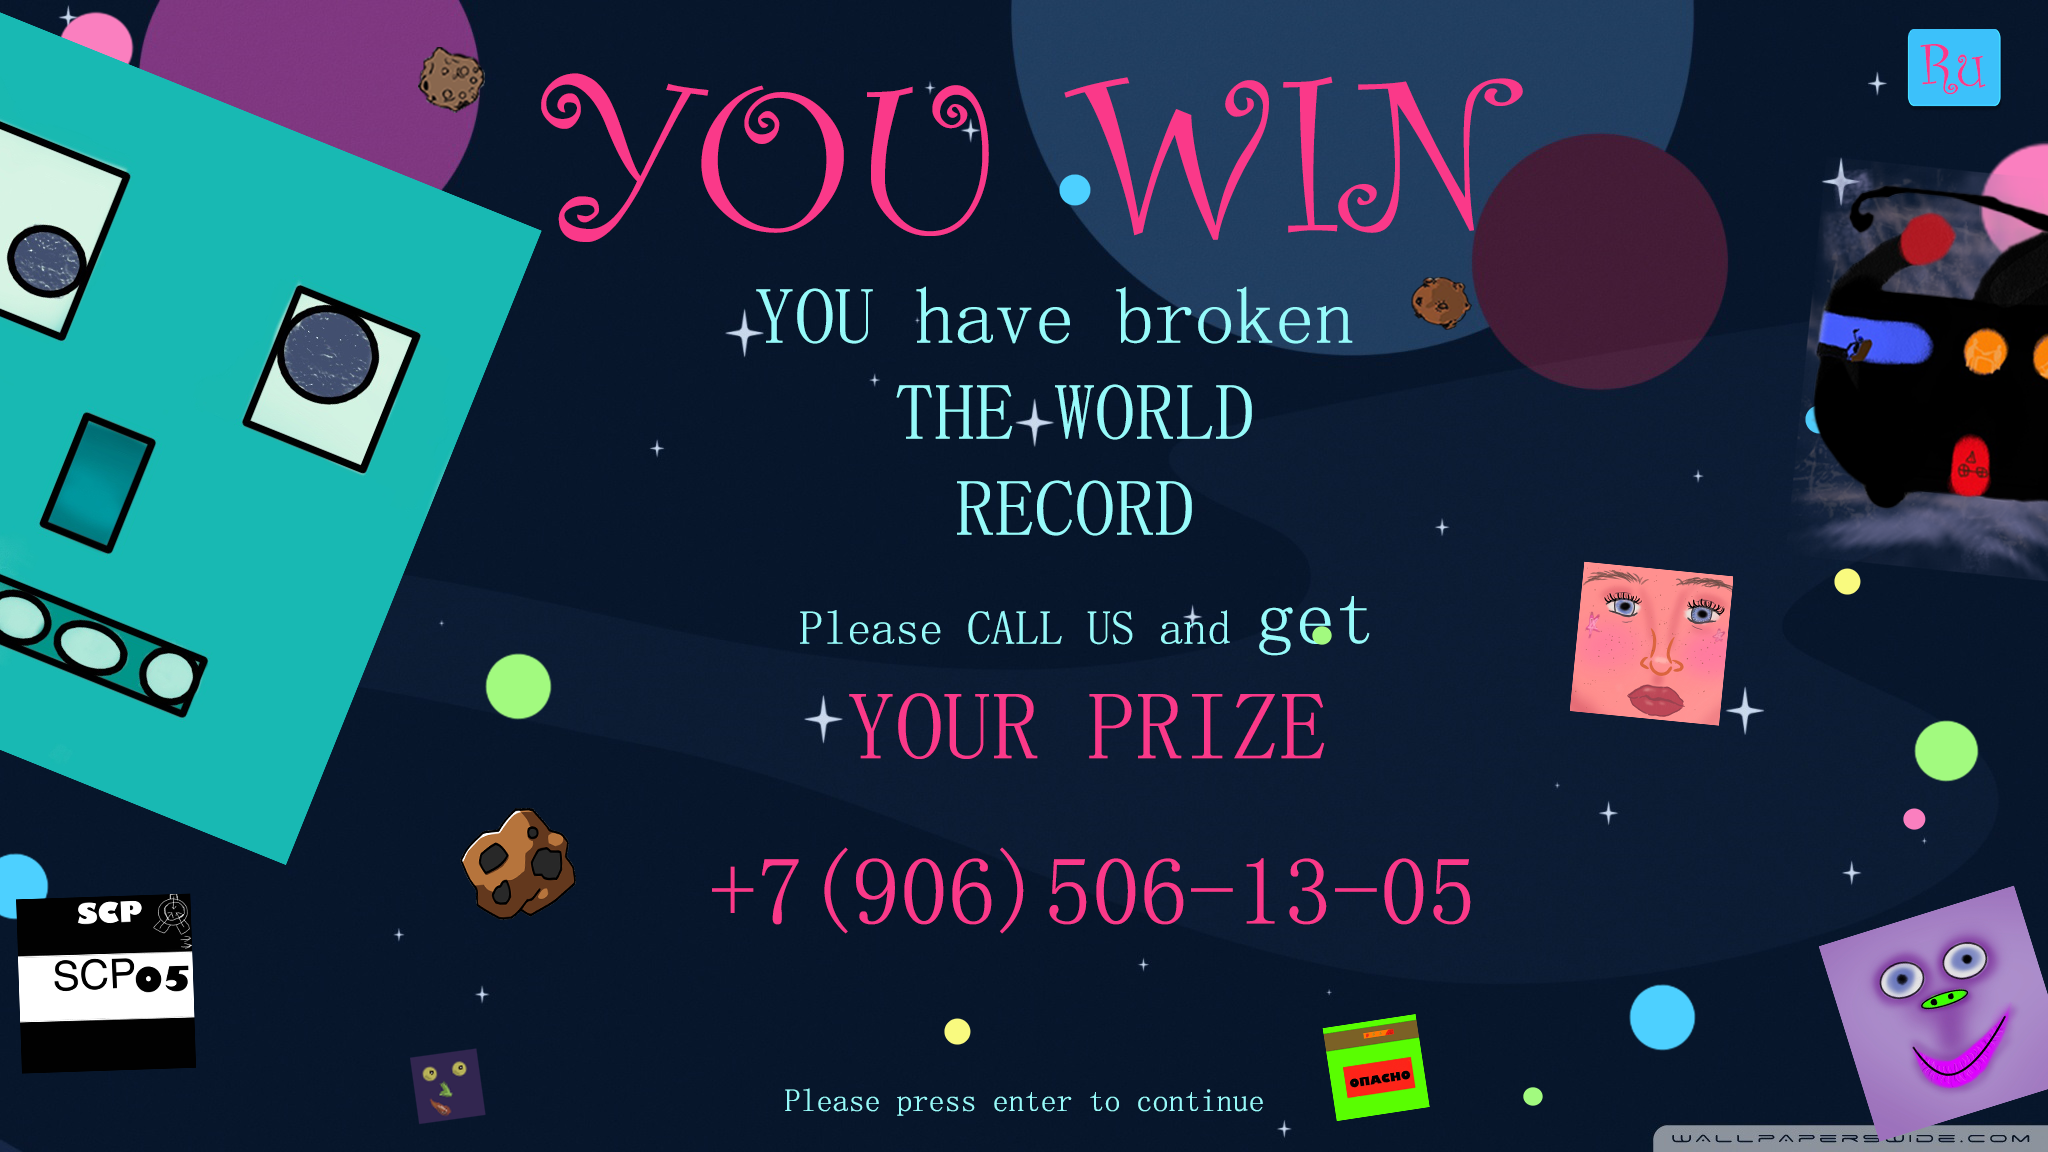 YOU WIN
Ru
YOU have broken
THE WORLD
RECORD
Please CALL US and get
YOUR PRIZE
+7(906)506-13-05
SCP
SCP05
ОПАСНО
Please press enter to continue
WALLPAPERSWIDE.COM